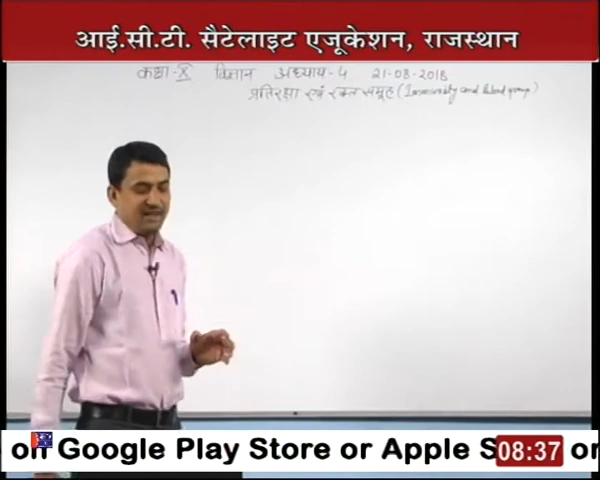 आई.सी.टी. सैटेलाइट एजूकेशन, राजस्थान
कक्षा-X विज्ञान अध्याय-4 21-08-2018
प्रतिरक्षा एवं रक्त समूह (Immunity and blood group)
on Google Play Store or Apple S
08:37
or